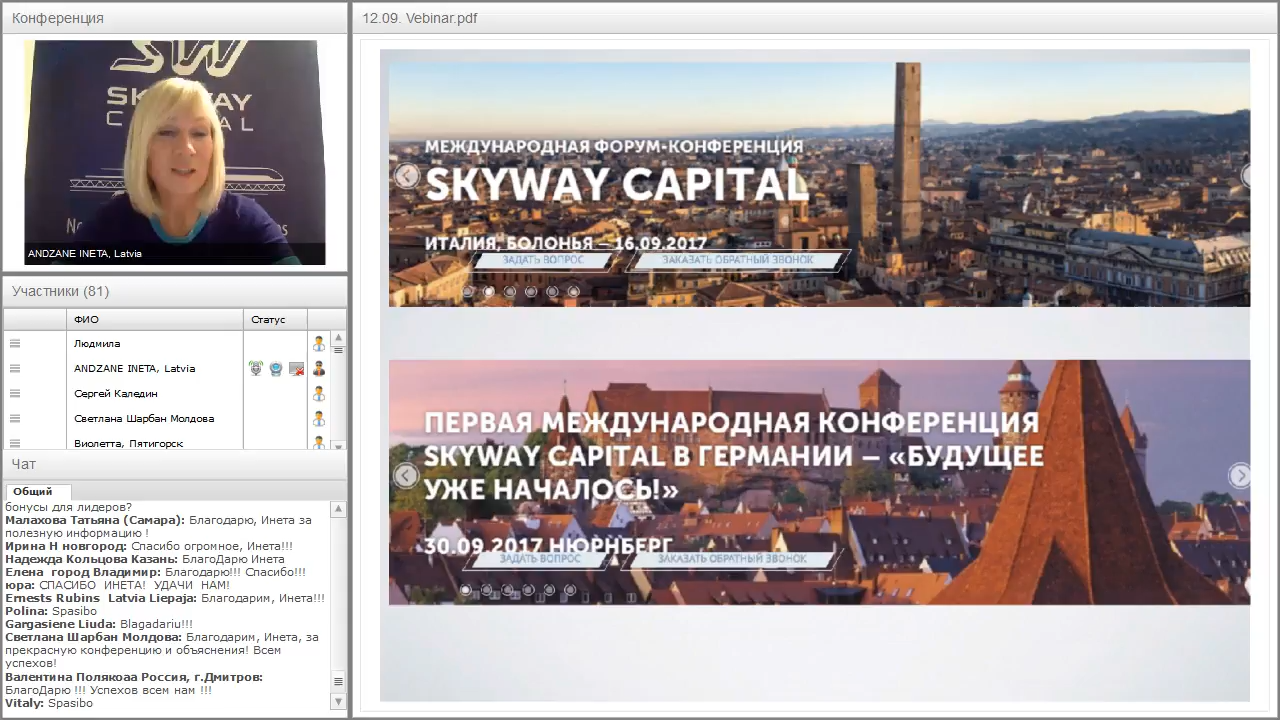 Конференция
SW
ANDZANE INETA, Latvia
Участники (81)
ФИО
Статус
Людмила
ANDZANE INETA, Latvia
Сергей Каледин
Светлана Шарбан Молдова
Виолетта, Пятигорск
Чат
Общий
бонусы для лидеров?
Малахова Татьяна (Самара): Благодарю, Инета за
полезную информацию !
Ирина Н новгород: Спасибо огромное, Инета!!!
Надежда Кольцова Казань: БлагоДарю Инета
Елена город Владимир: Благодарю!!! Спасибо!!!
юра: СПАСИБО ИНЕТА! УДАЧИ НАМ!
Ernests Rubins Latvia Liepaja: Благодарим, Инета!!!
Polina: Spasibo
Gargasiene Liuda: Blagadariu!!!
Светлана Шарбан Молдова: Благодарим, Инета, за
прекрасную конференцию и объяснения! Всем
успехов!
Валентина Полякоаа Россия, г.Дмитров:
БлагоДарю !!! Успехов всем нам !!!
Vitaly: Spasibo
12.09. Vebinar.pdf
МЕЖДУНАРОДНАЯ ФОРУМ-КОНФЕРЕНЦИЯ
SKYWAY CAPITAL
ИТАЛИЯ, БОЛОНЬЯ – 16.09.2017
ЗАДАТЬ ВОПРОС
ЗАКАЗАТЬ ОБРАТНЫЙ ЗВОНОК
ПЕРВАЯ МЕЖДУНАРОДНАЯ КОНФЕРЕНЦИЯ
SKYWAY CAPITAL В ГЕРМАНИИ – «БУДУЩЕЕ
УЖЕ НАЧАЛОСЬ!»
30.09.2017 НЮРНБЕРГ
ЗАДАТЬ ВОПРОС
ЗАКАЗАТЬ ОБРАТНЫЙ ЗВОНОК